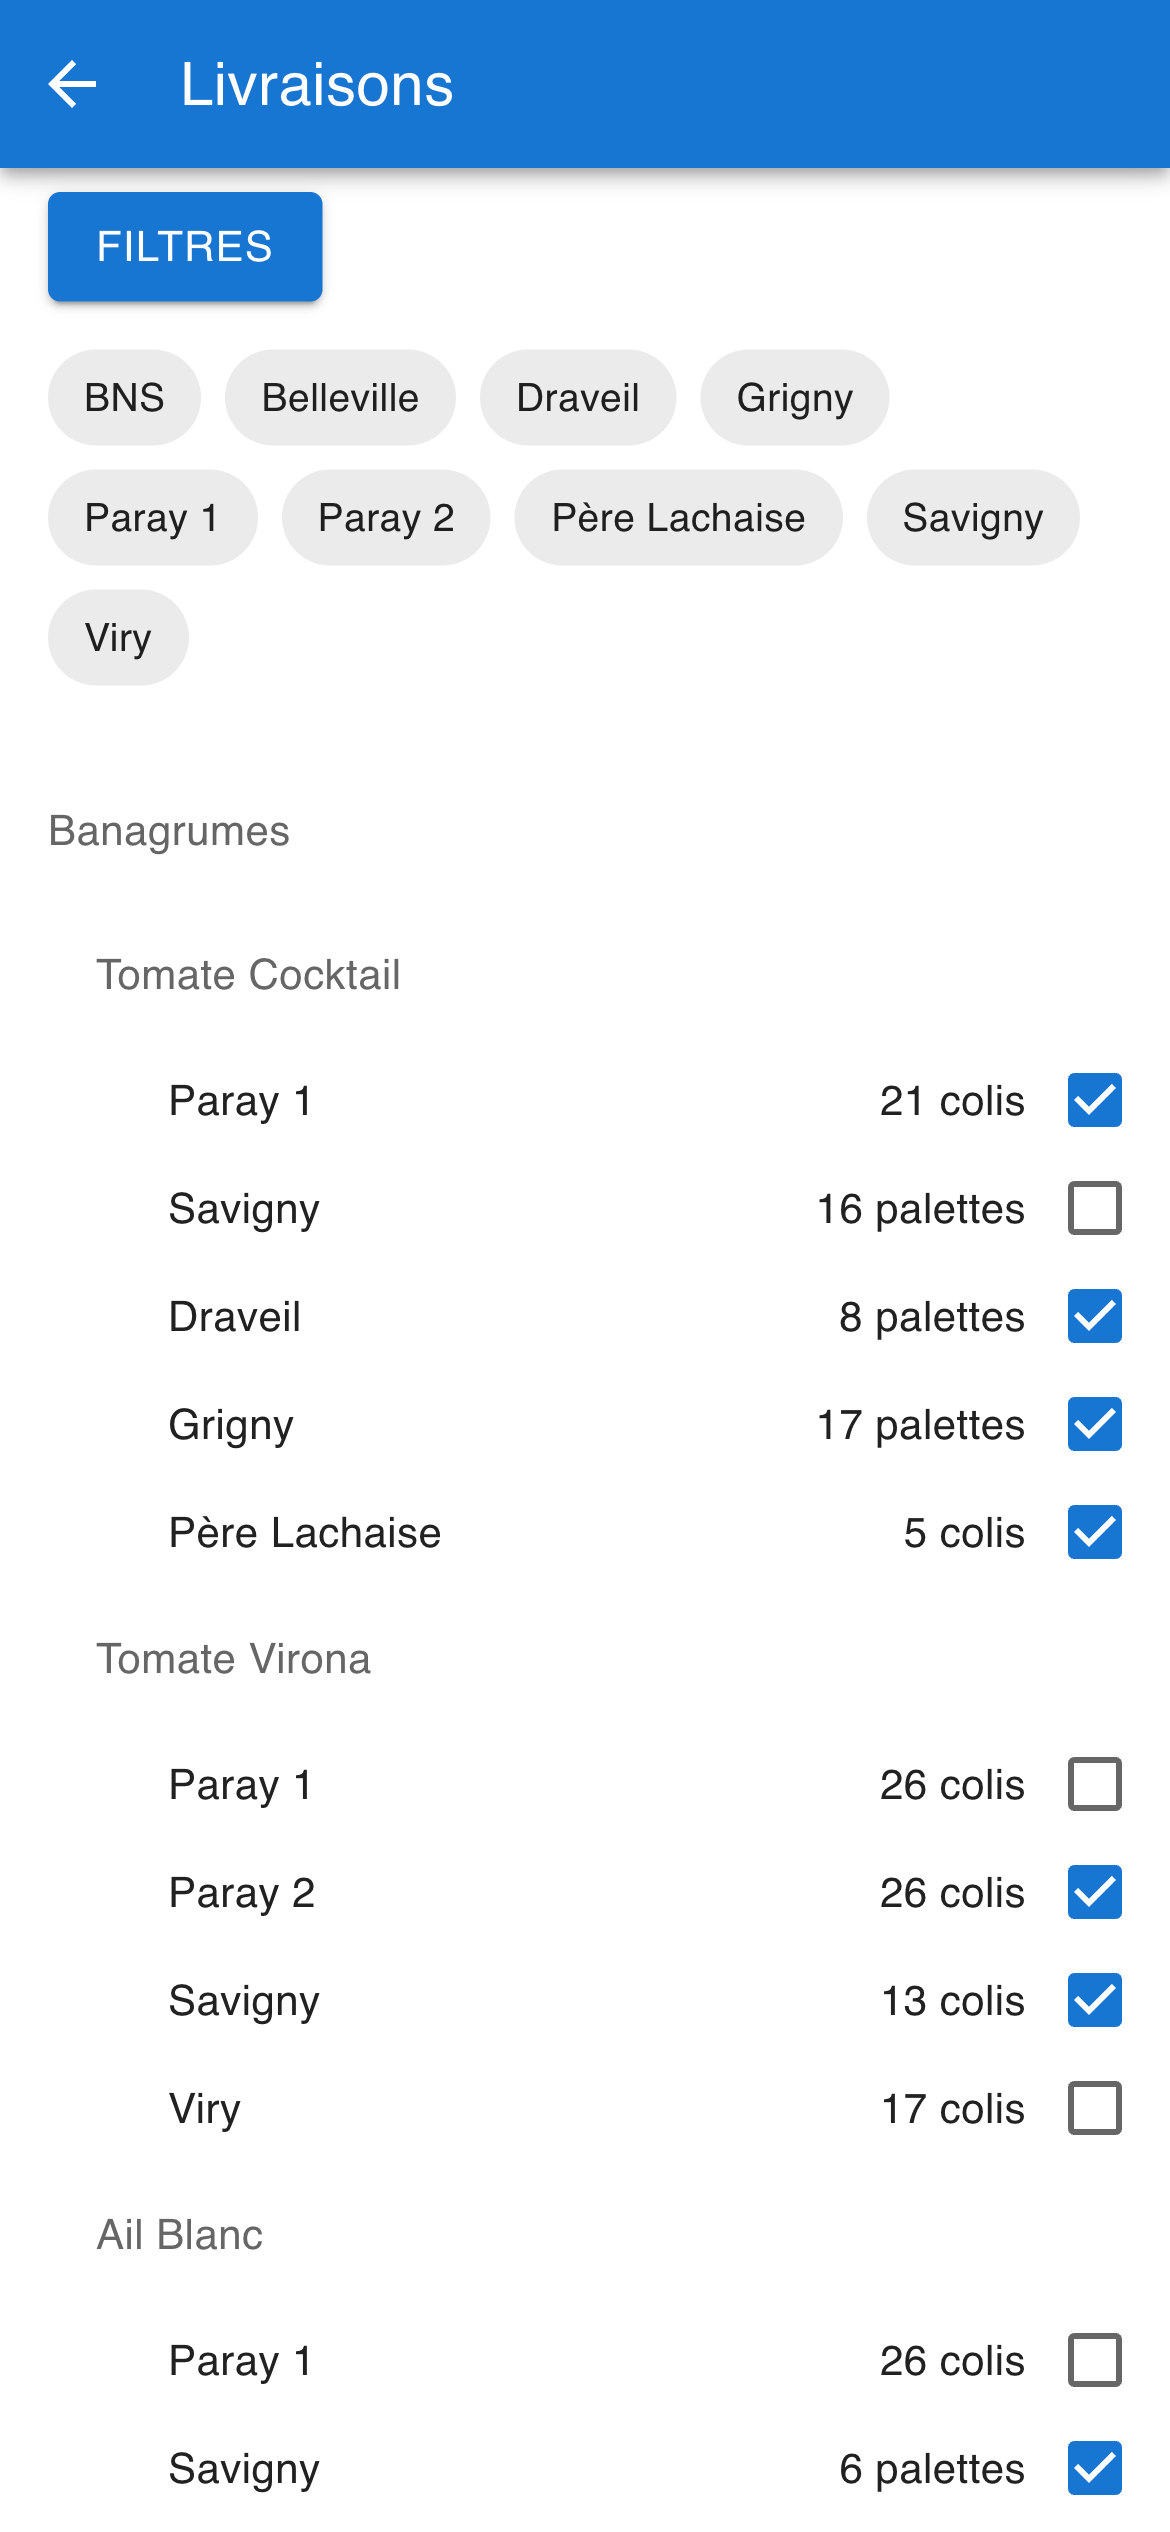 Livraisons
FILTRES
BNS Belleville Draveil Grigny
Paray 1 Paray 2 Père Lachaise Savigny
Viry
Banagrumes
Tomate Cocktail
Paray 1 21 colis
Savigny 16 palettes
Draveil 8 palettes
Grigny 17 palettes
Père Lachaise 5 colis
Tomate Virona
Paray 1 26 colis
Paray 2 26 colis
Savigny 13 colis
Viry 17 colis
Ail Blanc
Paray 1 26 colis
Savigny 6 palettes